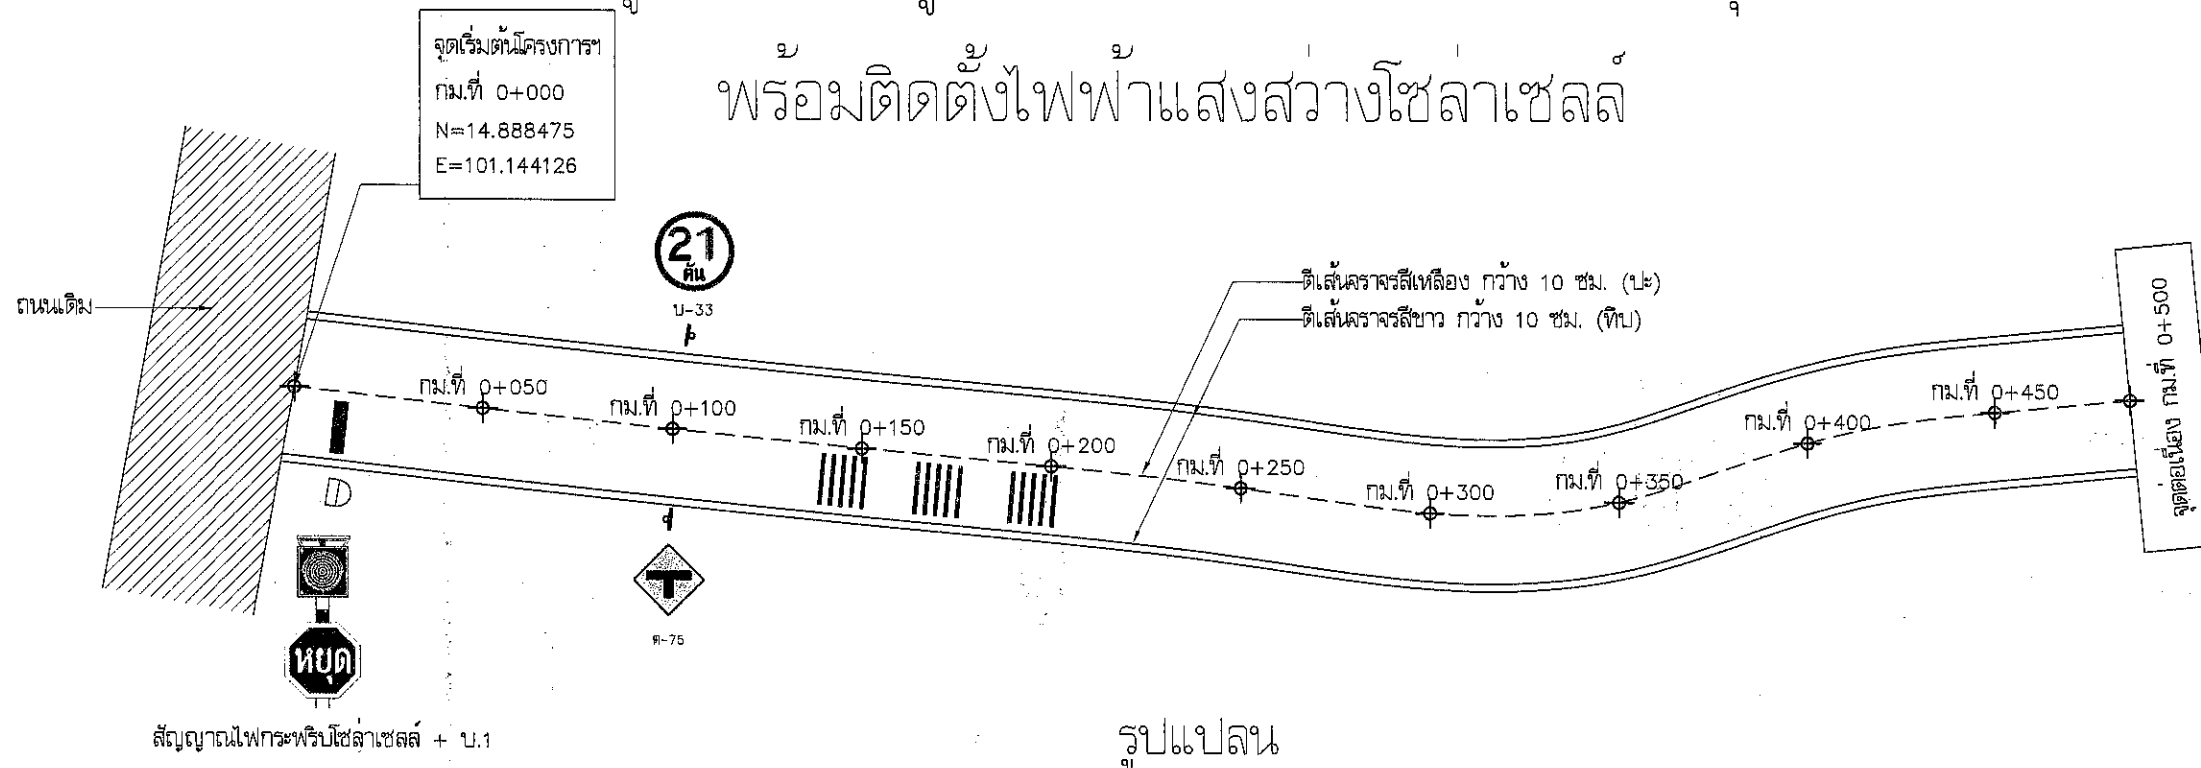 พร้อมติดตั้งไฟฟ้าแสงสว่างโซล่าเซลล์
จุดเริ่มต้นโครงการฯ
กม.ที่ 0+000
N=14.888475
E=101.144126
21
ตัน
บ-33
ถนนเดิม
ตีเส้นจราจรสีเหลือง กว้าง 10 ซม. (ปะ)
ตีเส้นจราจรสีขาว กว้าง 10 ซม. (ทึบ)
กม.ที่ 0+050
กม.ที่ 0+100
กม.ที่ 0+150
กม.ที่ 0+200
กม.ที่ 0+250
กม.ที่ 0+300
กม.ที่ 0+350
กม.ที่ 0+400
กม.ที่ 0+450
จุดต่อเนื่อง กม.ที่ 0+500
ต-75
หยุด
สัญญาณไฟกระพริบโซล่าเซลล์ + บ.1
รูปแปลน